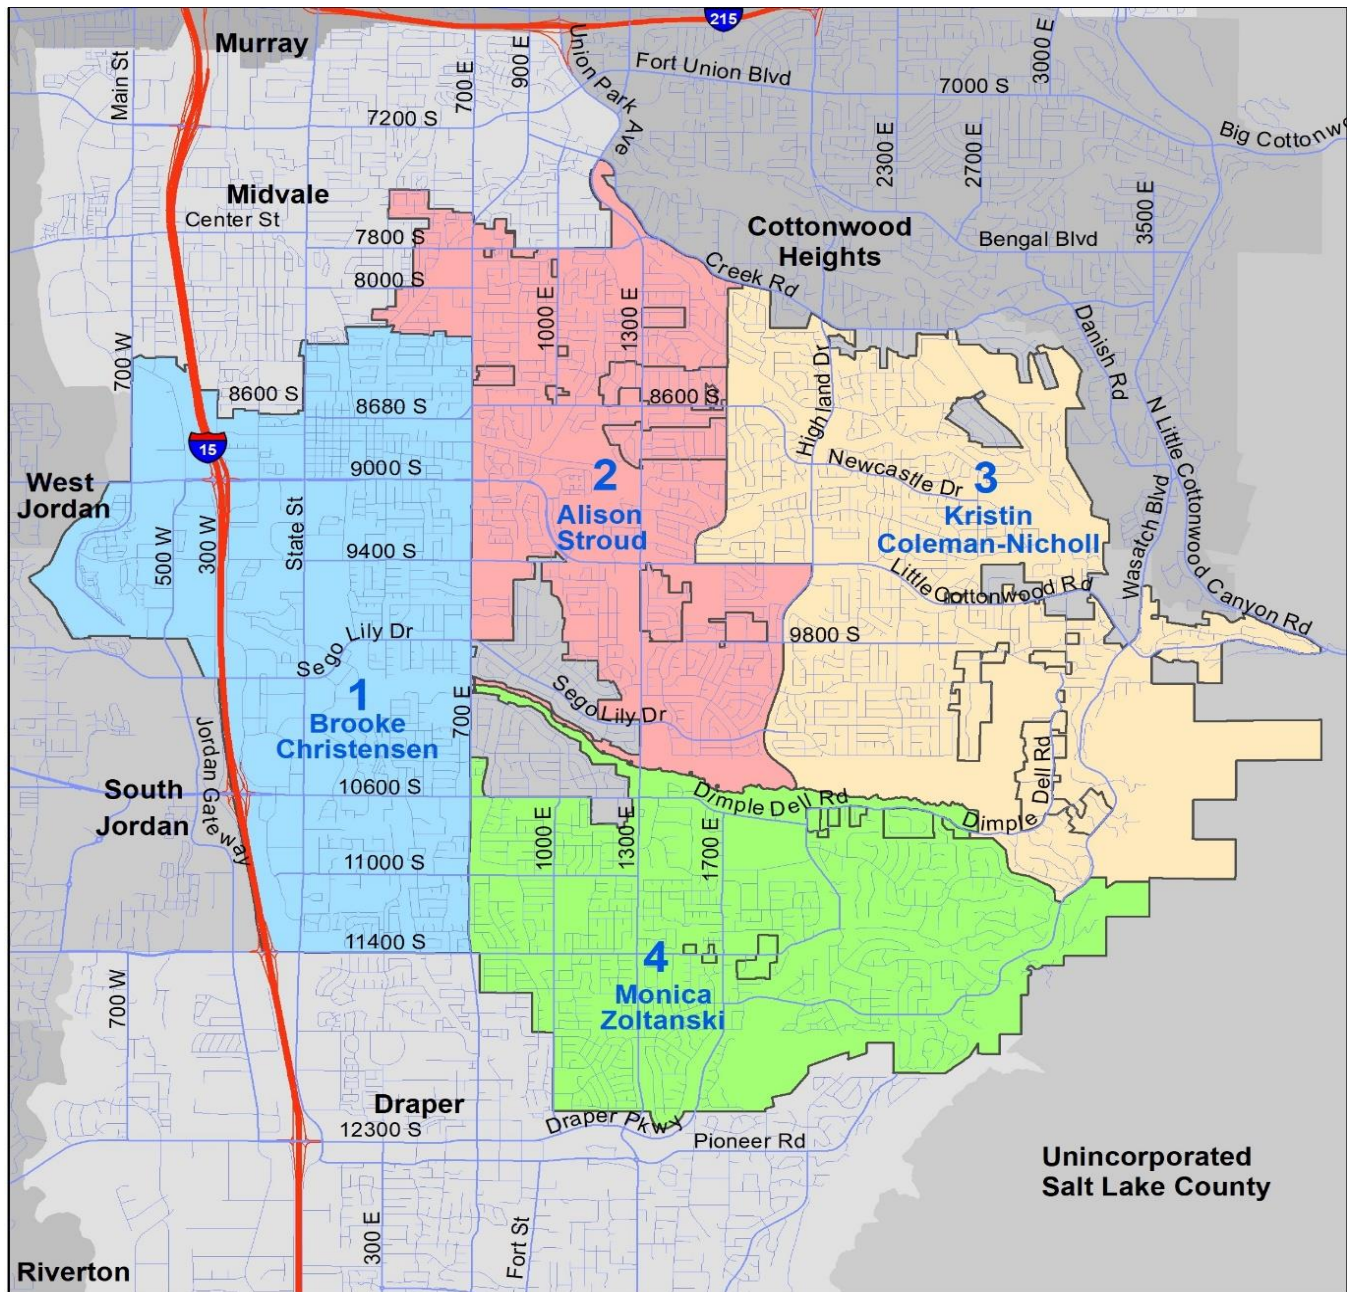 215
Murray
Main St
700 E
900 E
Union Park Ave
Fort Union Blvd
3000 E
7000 S
7200 S
Big Cottonwo
2300 E
2700 E
3500 E
Midvale
Center St
7800 S
Cottonwood
Heights
Bengal Blvd
8000 S
Creek Rd
1000 E
1300 E
Danish Rd
700 W
Highland Dr
8600 S
8680 S
8600 S
N Little Cottonwood Canyon Rd
15
9000 S
Newcastle Dr
West
Jordan
2
Alison
Stroud
3
Kristin
Coleman-Nicholl
Wasatch Blvd
500 W
300 W
State St
9400 S
Little Cottonwood Rd
Sego Lily Dr
9800 S
1
Brooke
Christensen
700 E
Sego Lily Dr
Jordan Gateway
South
Jordan
10600 S
Dimple Dell Rd
Dimple Dell Rd
1000 E
1300 E
1700 E
11000 S
11400 S
4
Monica
Zoltanski
700 W
Draper
12300 S
Draper Pkwy
Pioneer Rd
Unincorporated
Salt Lake County
300 E
Fort St
Riverton